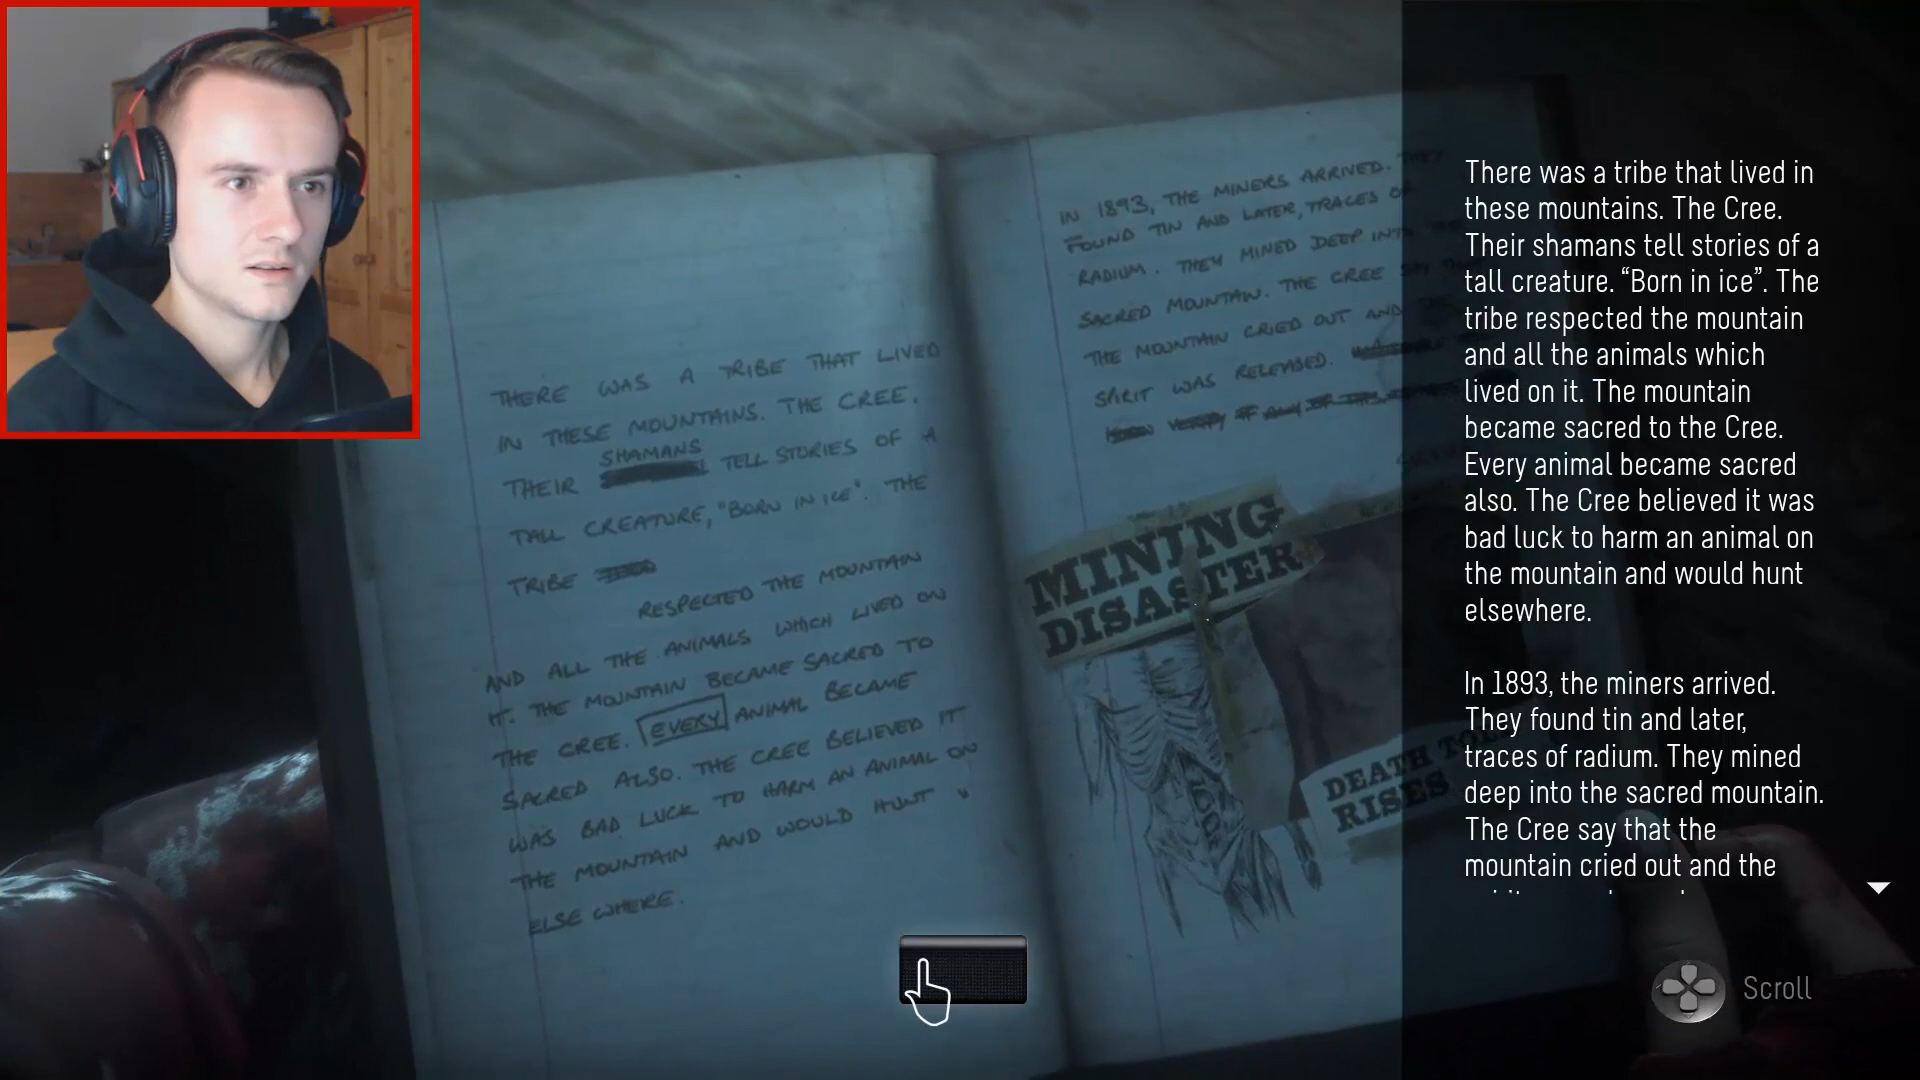 THERE WAS A TRIBE THAT LIVED
IN THESE MOUNTAINS. THE CREE.
SHAMANS
THEIR TELL STORIES OF A
TALL CREATURE, "BORN IN ICE". THE
TRIBE
RESPECTED THE MOUNTAIN
AND ALL THE ANIMALS WHICH LIVED ON
IT. THE MOUNTAIN BECAME SACRED TO
THE CREE. EVERY ANIMAL BECAME
SACRED ALSO. THE CREE BELIEVED IT
WAS BAD LUCK TO HARM AN ANIMAL ON
THE MOUNTAIN AND WOULD HUNT
ELSE WHERE.
IN 1893, THE MINERS ARRIVED. THEY
FOUND TIN AND LATER, TRACES OF
RADIUM. THEY MINED DEEP INTO THE
SACRED MOUNTAIN. THE CREE SAY THAT
THE MOUNTAIN CRIED OUT AND THE
SPIRIT WAS RELEASED.
MINING
DISASTER
DEATH TOLL
RISES
There was a tribe that lived in
these mountains. The Cree.
Their shamans tell stories of a
tall creature. “Born in ice”. The
tribe respected the mountain
and all the animals which
lived on it. The mountain
became sacred to the Cree.
Every animal became sacred
also. The Cree believed it was
bad luck to harm an animal on
the mountain and would hunt
elsewhere.
In 1893, the miners arrived.
They found tin and later,
traces of radium. They mined
deep into the sacred mountain.
The Cree say that the
mountain cried out and the
Scroll